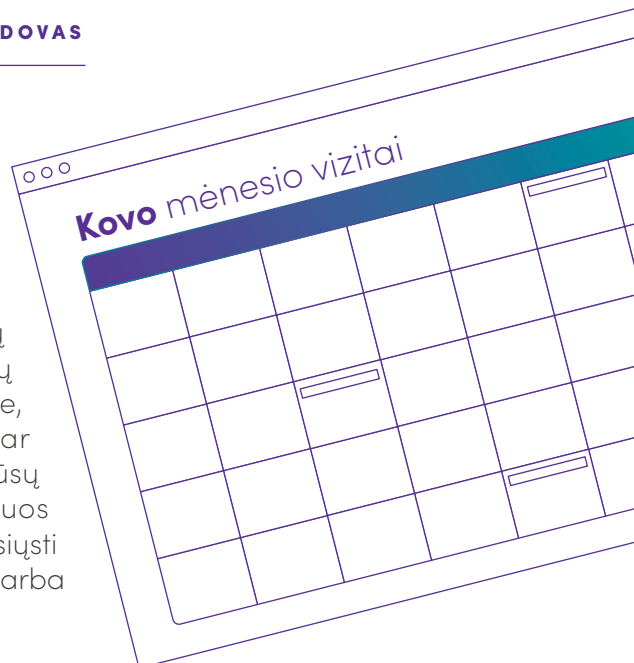 DOVAS
Kovo mėnesio vizitai
ų
ų
e,
ar
ūsų
uos
siųsti
arba